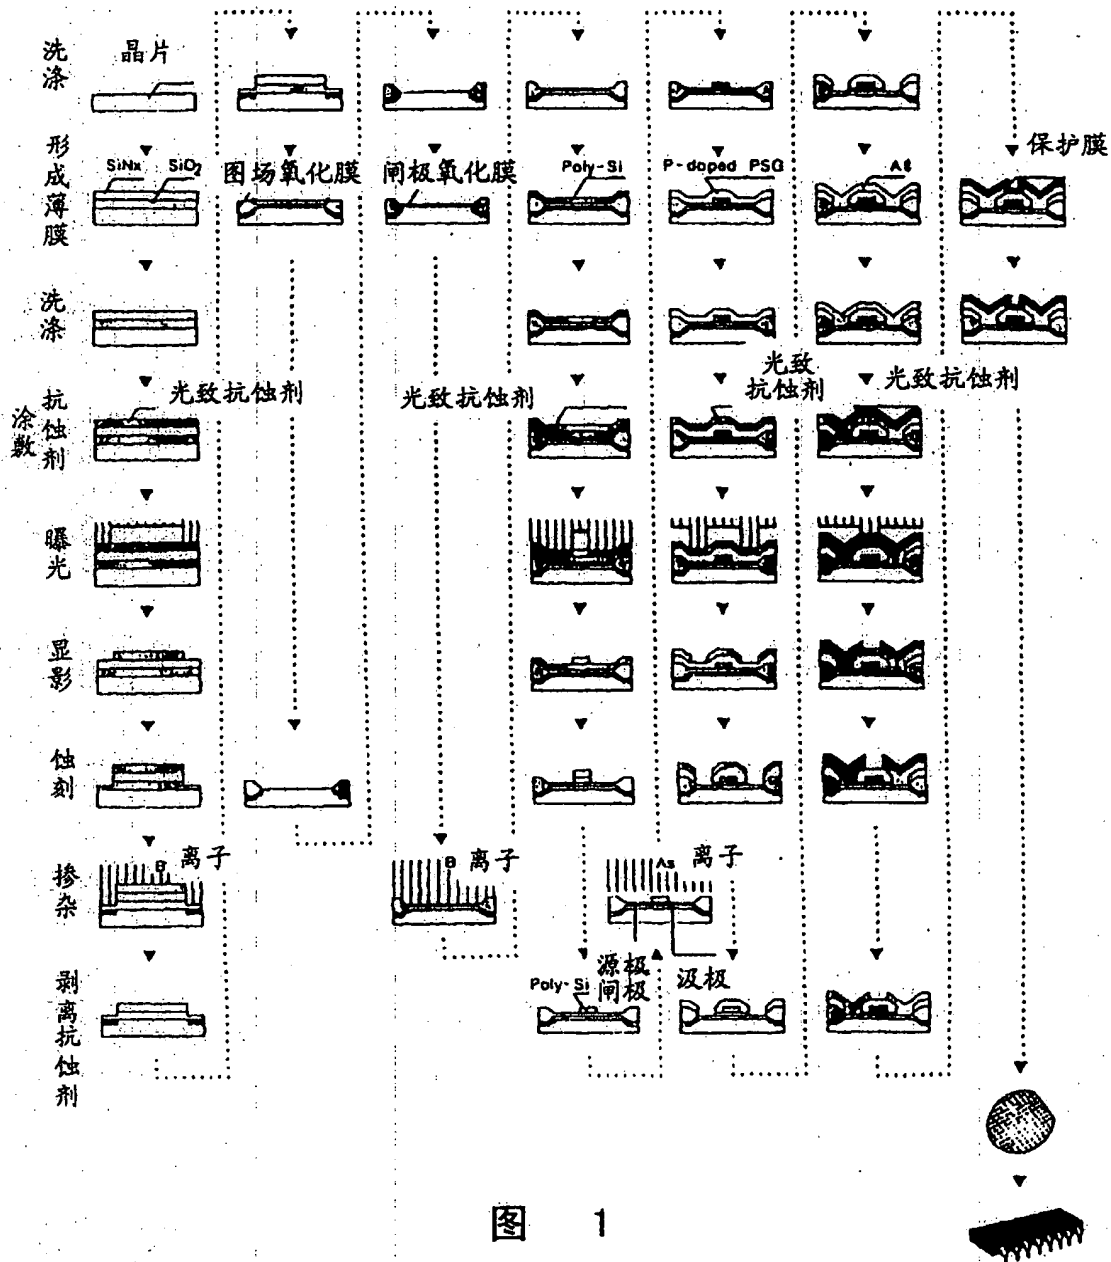 洗涤
晶片
形成薄膜
SiNx
SiO2
图场氧化膜
闸极氧化膜
Poly-Si
P-doped PSG
Aℓ
保护膜
洗涤
涂敷
抗蚀剂
光致抗蚀剂
光致抗蚀剂
光致
抗蚀剂
光致抗蚀剂
曝光
显影
蚀刻
掺杂
B 离子
B 离子
As 离子
剥离抗蚀剂
Poly-Si
源极
闸极
汲极
图 1